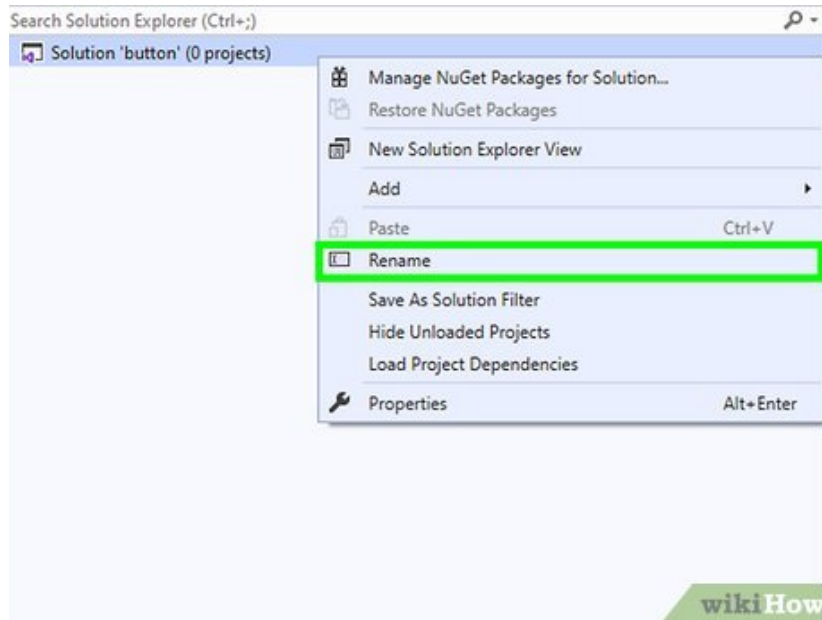 Search Solution Explorer (Ctrl+;)
Solution 'button' (0 projects)
Manage NuGet Packages for Solution...
Restore NuGet Packages
New Solution Explorer View
Add
Paste Ctrl+V
Rename
Save As Solution Filter
Hide Unloaded Projects
Load Project Dependencies
Properties Alt+Enter
wikiHow